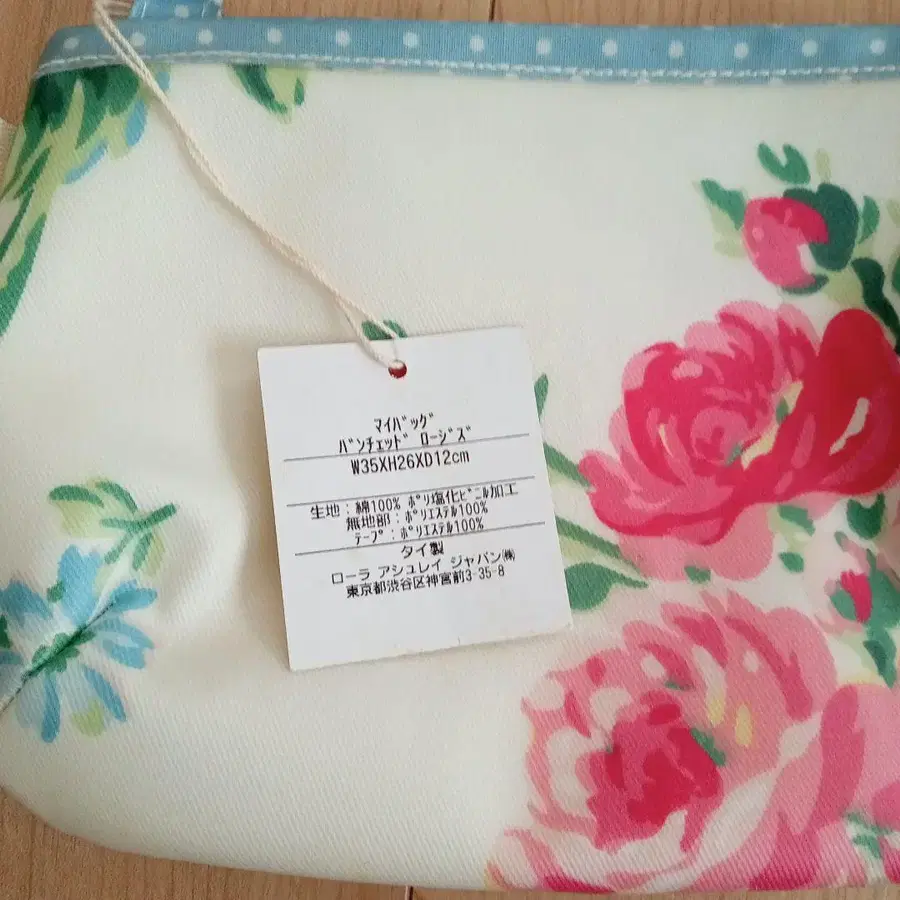 ﾏｲﾊﾞｯｸﾞ
ﾊﾞﾝﾁｪｯﾄﾞ ﾛｰｼﾞｽﾞ
W35XH26XD12cm
生地：綿100% ﾎﾟﾘ塩化ﾋﾞﾆﾙ加工
無地部：ﾎﾟﾘｴｽﾃﾙ100%
ﾃｰﾌﾟ：ﾎﾟﾘｴｽﾃﾙ100%
タイ製
ローラ アシュレイ ジャパン㈱
東京都渋谷区神宮前3-35-8